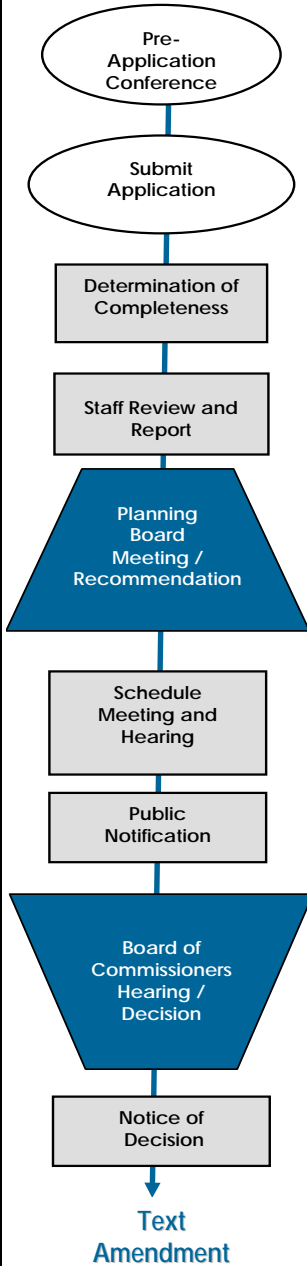 Pre-
Application
Conference
Submit
Application
Determination of
Completeness
Staff Review and
Report
Planning
Board
Meeting /
Recommendation
Schedule
Meeting and
Hearing
Public
Notification
Board of
Commissioners
Hearing /
Decision
Notice of
Decision
Text
Amendment